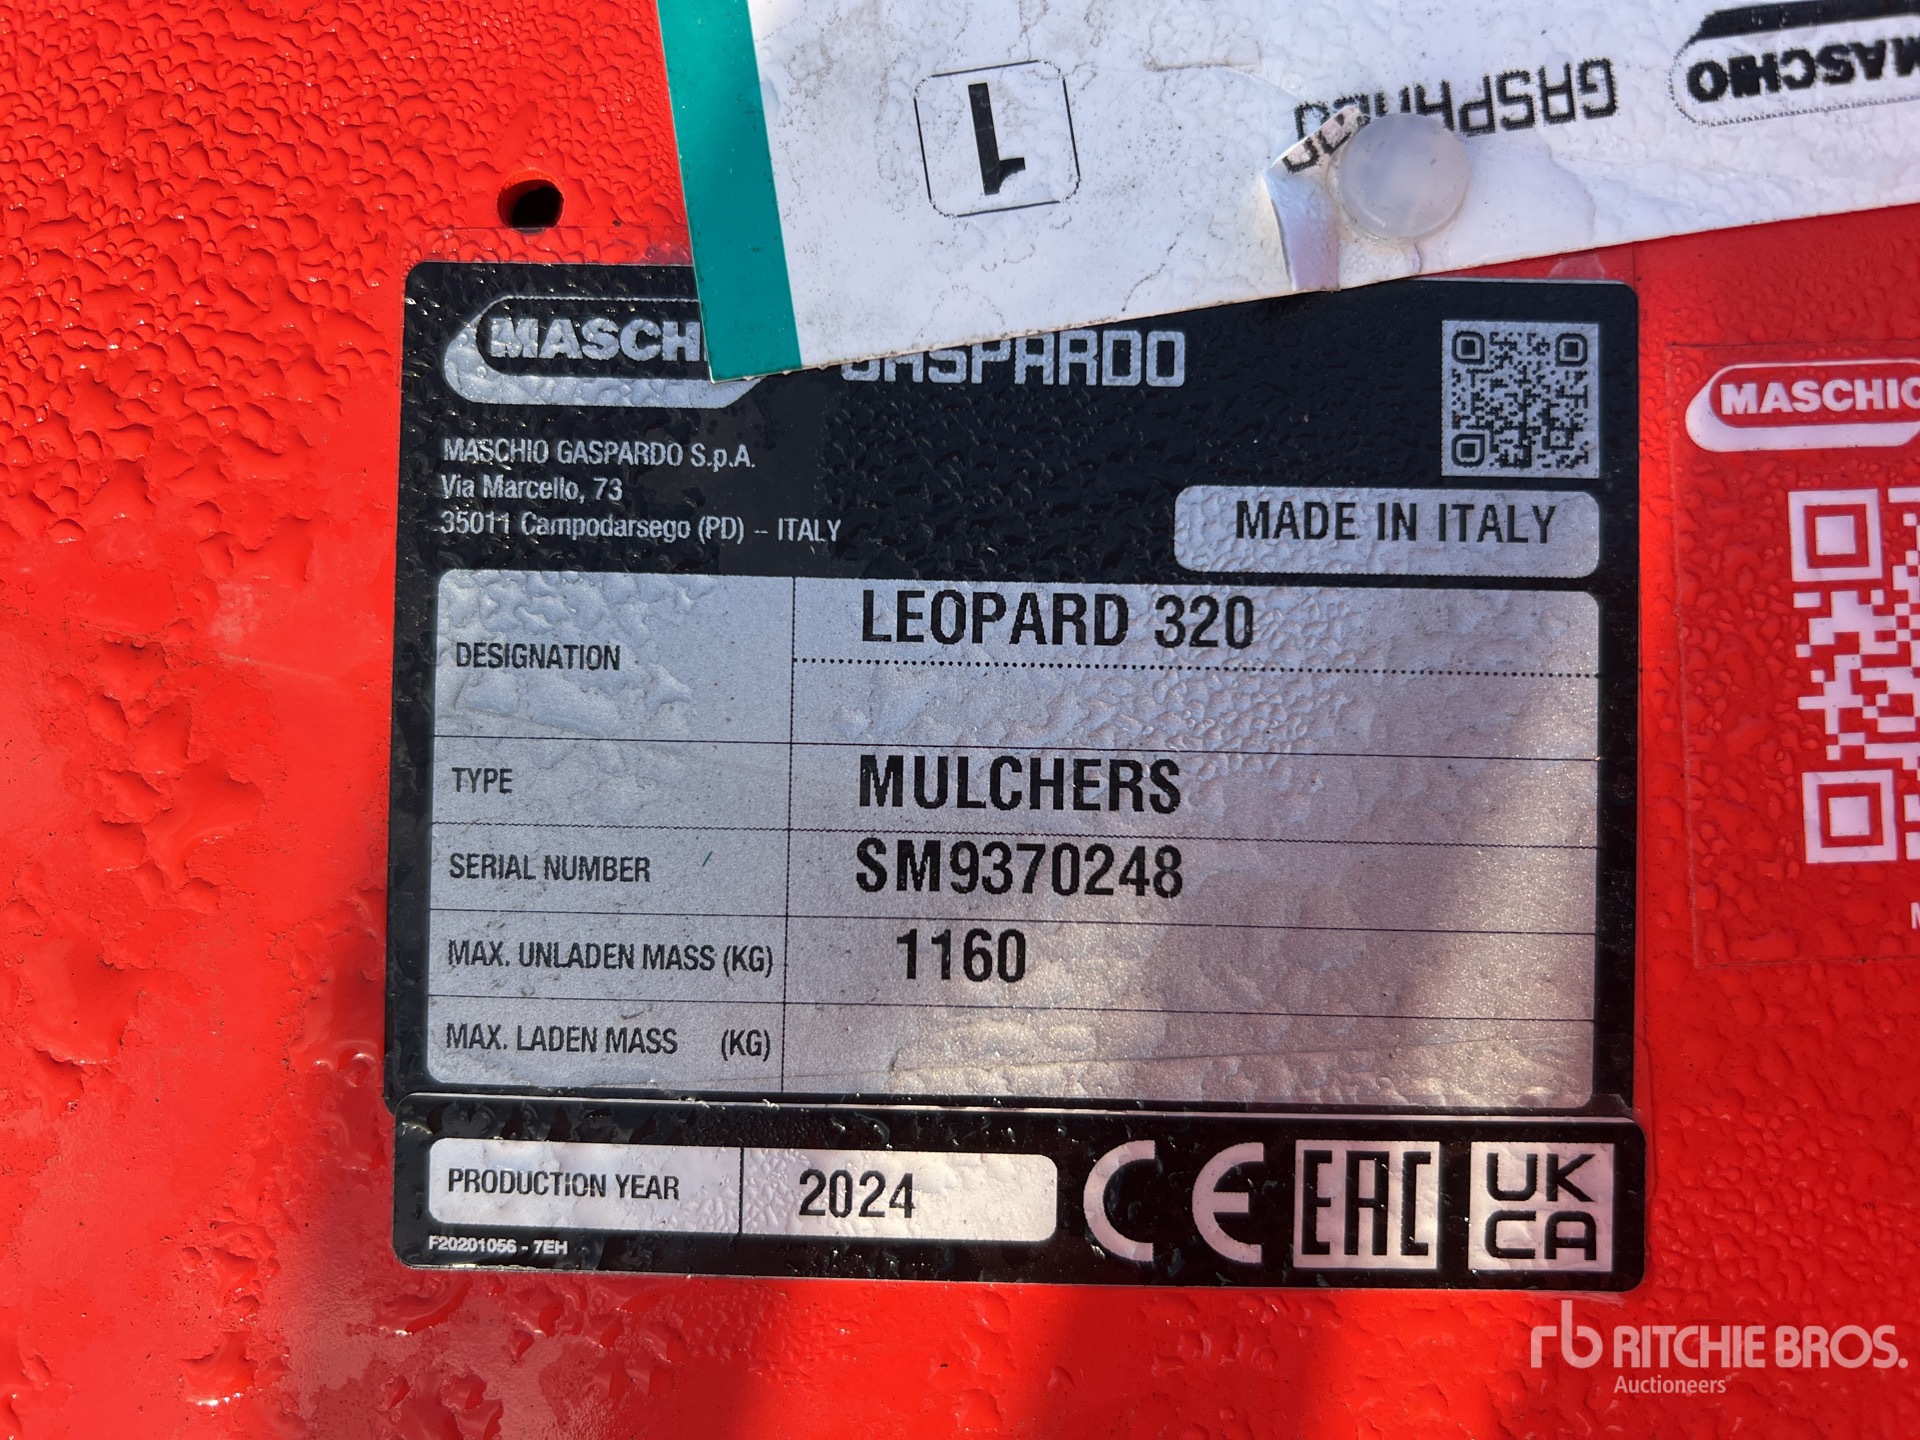 1
GASPARDO
MASCHIO
MASCHIO
GASPARDO
MASCHIO GASPARDO S.p.A.
Via Marcello, 73
35011 Campodarsego (PD) – ITALY
MADE IN ITALY
MASCHIO
DESIGNATION LEOPARD 320
TYPE MULCHERS
SERIAL NUMBER SM9370248
MAX. UNLADEN MASS (KG) 1160
MAX. LADEN MASS (KG)
PRODUCTION YEAR 2024
CE EAC UK CA
F20201056 - 7EH
rb RITCHIE BROS.
Auctioneers